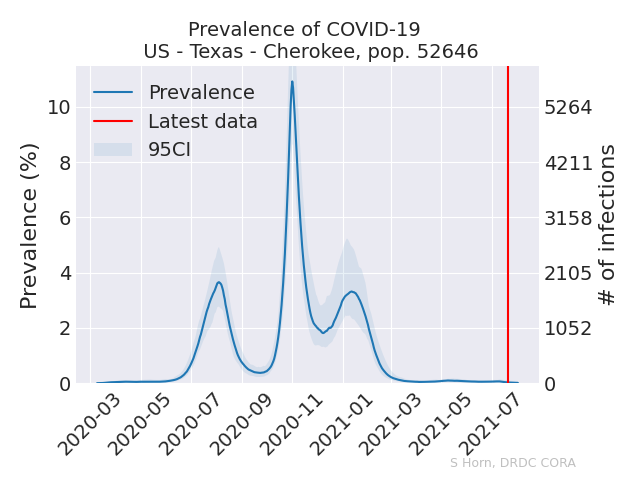 Prevalence of COVID-19
US - Texas - Cherokee, pop. 52646
Prevalence
Latest data
95CI
Prevalence (%)
10
8
6
4
2
0
5264
4211
3158
2105
1052
0
# of infections
2020-03
2020-05
2020-07
2020-09
2020-11
2021-01
2021-03
2021-05
2021-07
S Horn, DRDC CORA